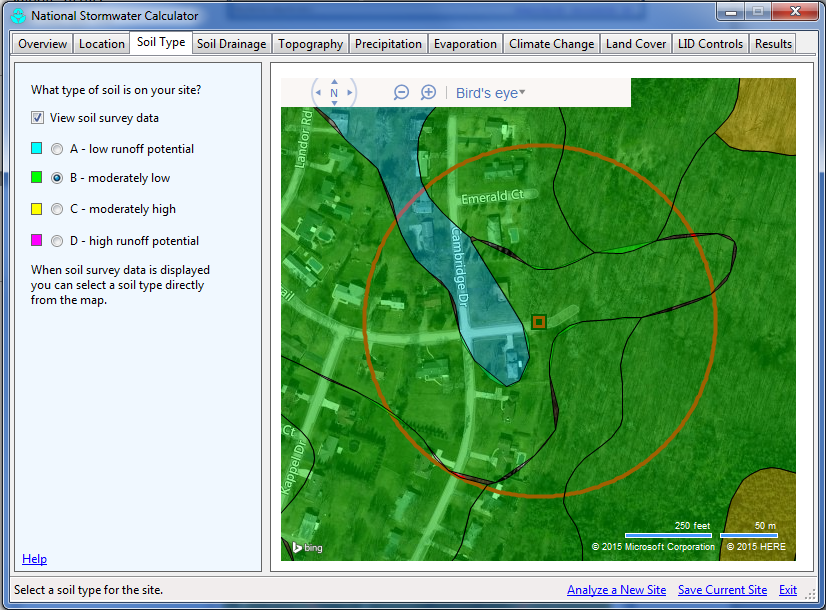 National Stormwater Calculator
Overview Location Soil Type Soil Drainage Topography Precipitation Evaporation Climate Change Land Cover LID Controls Results
What type of soil is on your site?
View soil survey data
A - low runoff potential
B - moderately low
C - moderately high
D - high runoff potential
When soil survey data is displayed
you can select a soil type directly
from the map.
Help
N
Bird's eye
Landor Rd
Emerald Ct
Cambridge Dr
Ct
Kappel Dr
250 feet 50 m
bing
© 2015 Microsoft Corporation © 2015 HERE
Select a soil type for the site.
Analyze a New Site Save Current Site Exit